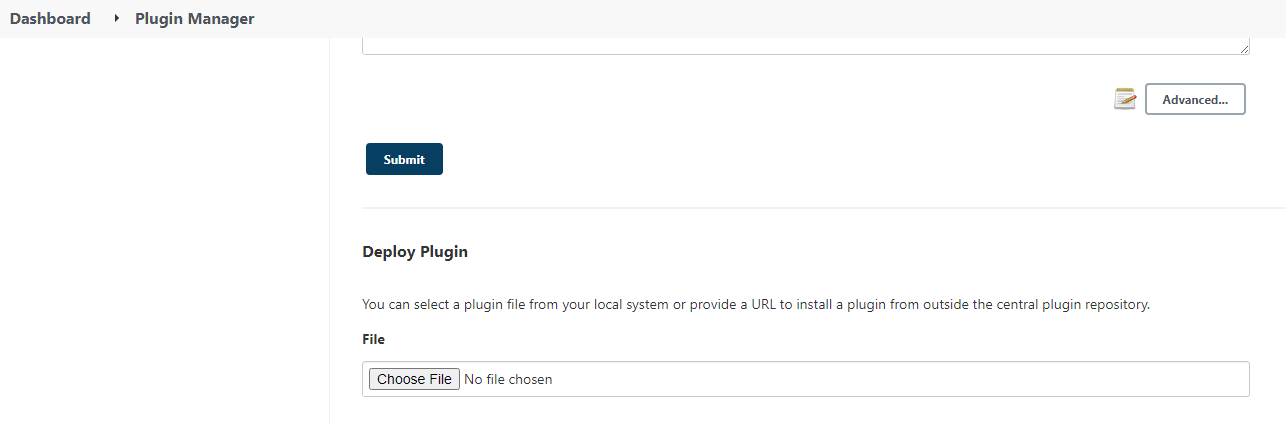 Dashboard Plugin Manager
Advanced...
Submit
Deploy Plugin
You can select a plugin file from your local system or provide a URL to install a plugin from outside the central plugin repository.
File
Choose File No file chosen